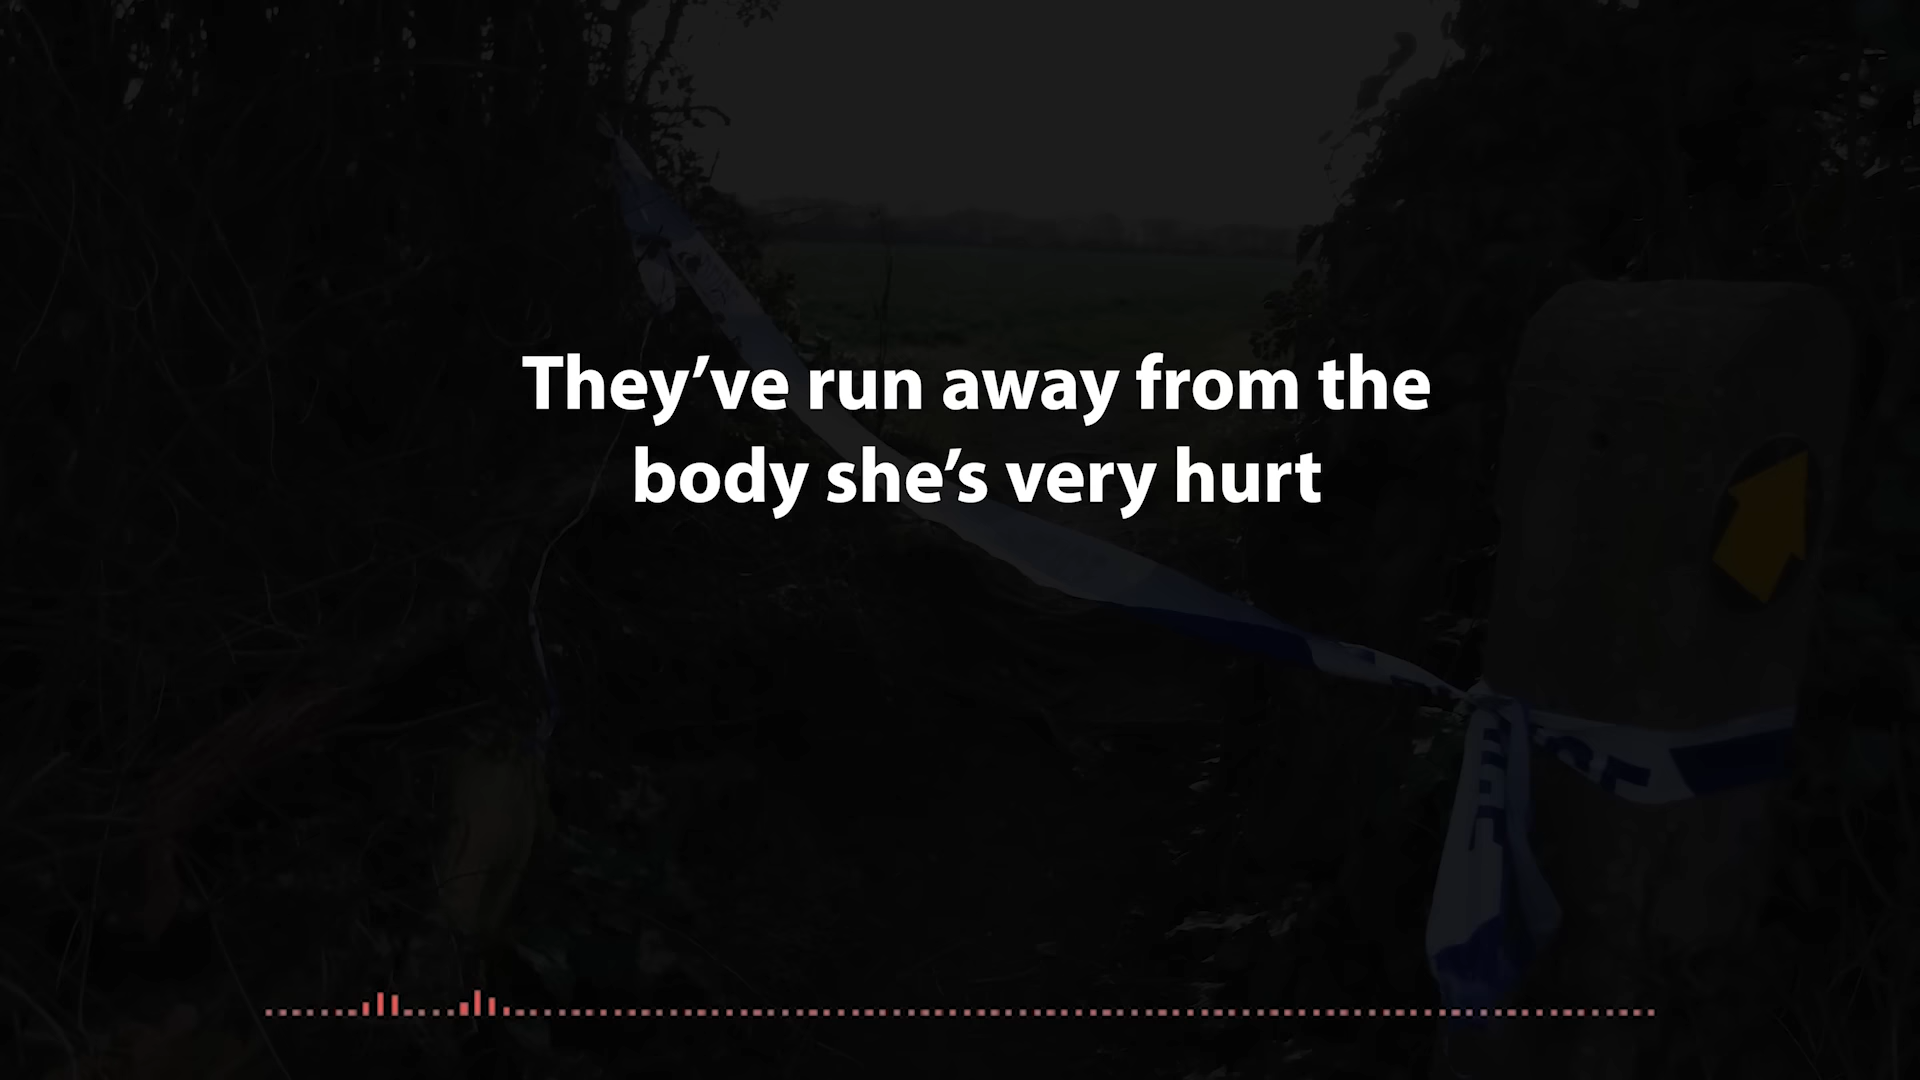 They’ve run away from the
body she’s very hurt